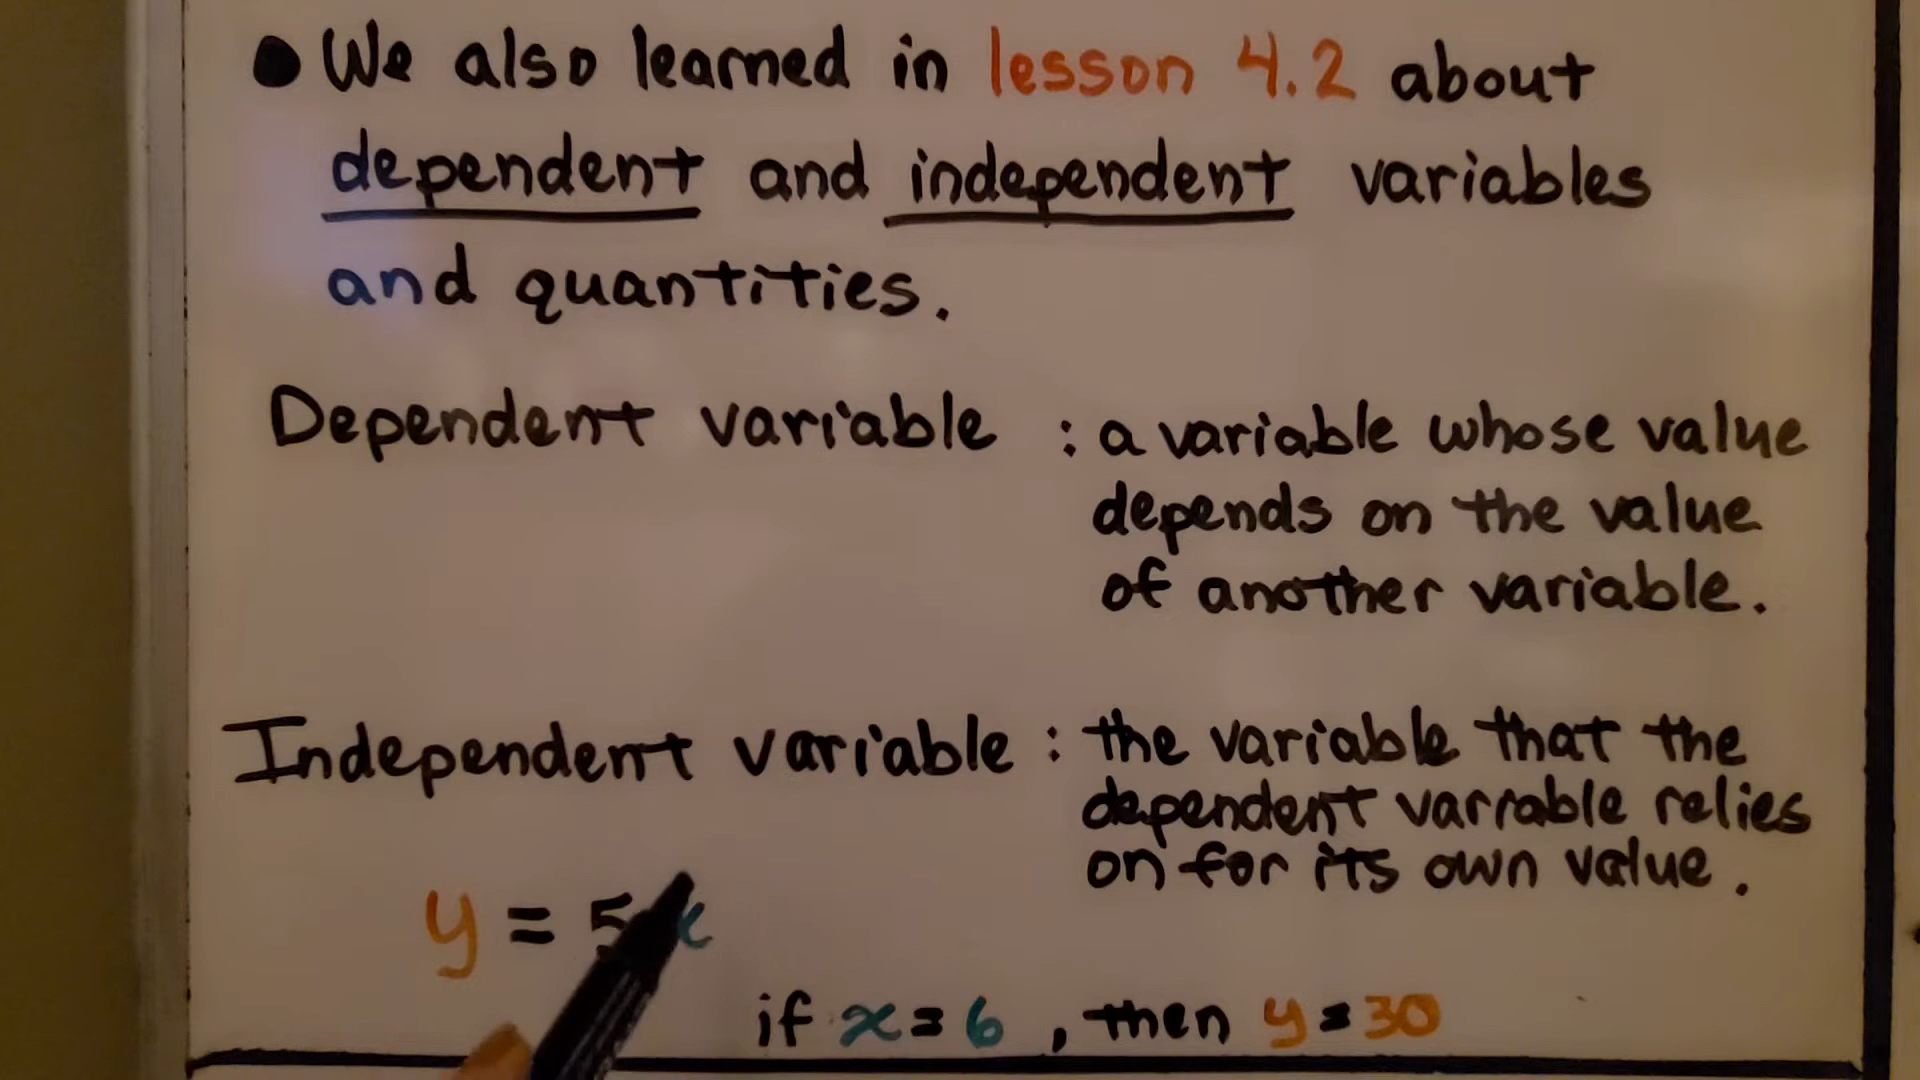 ● We also learned in lesson 4.2 about
dependent and independent variables
and quantities.
Dependent variable : a variable whose value
depends on the value
of another variable.
Independent variable : the variable that the
dependent variable relies
on for its own value.
y = 5x
if x = 6, then y = 30